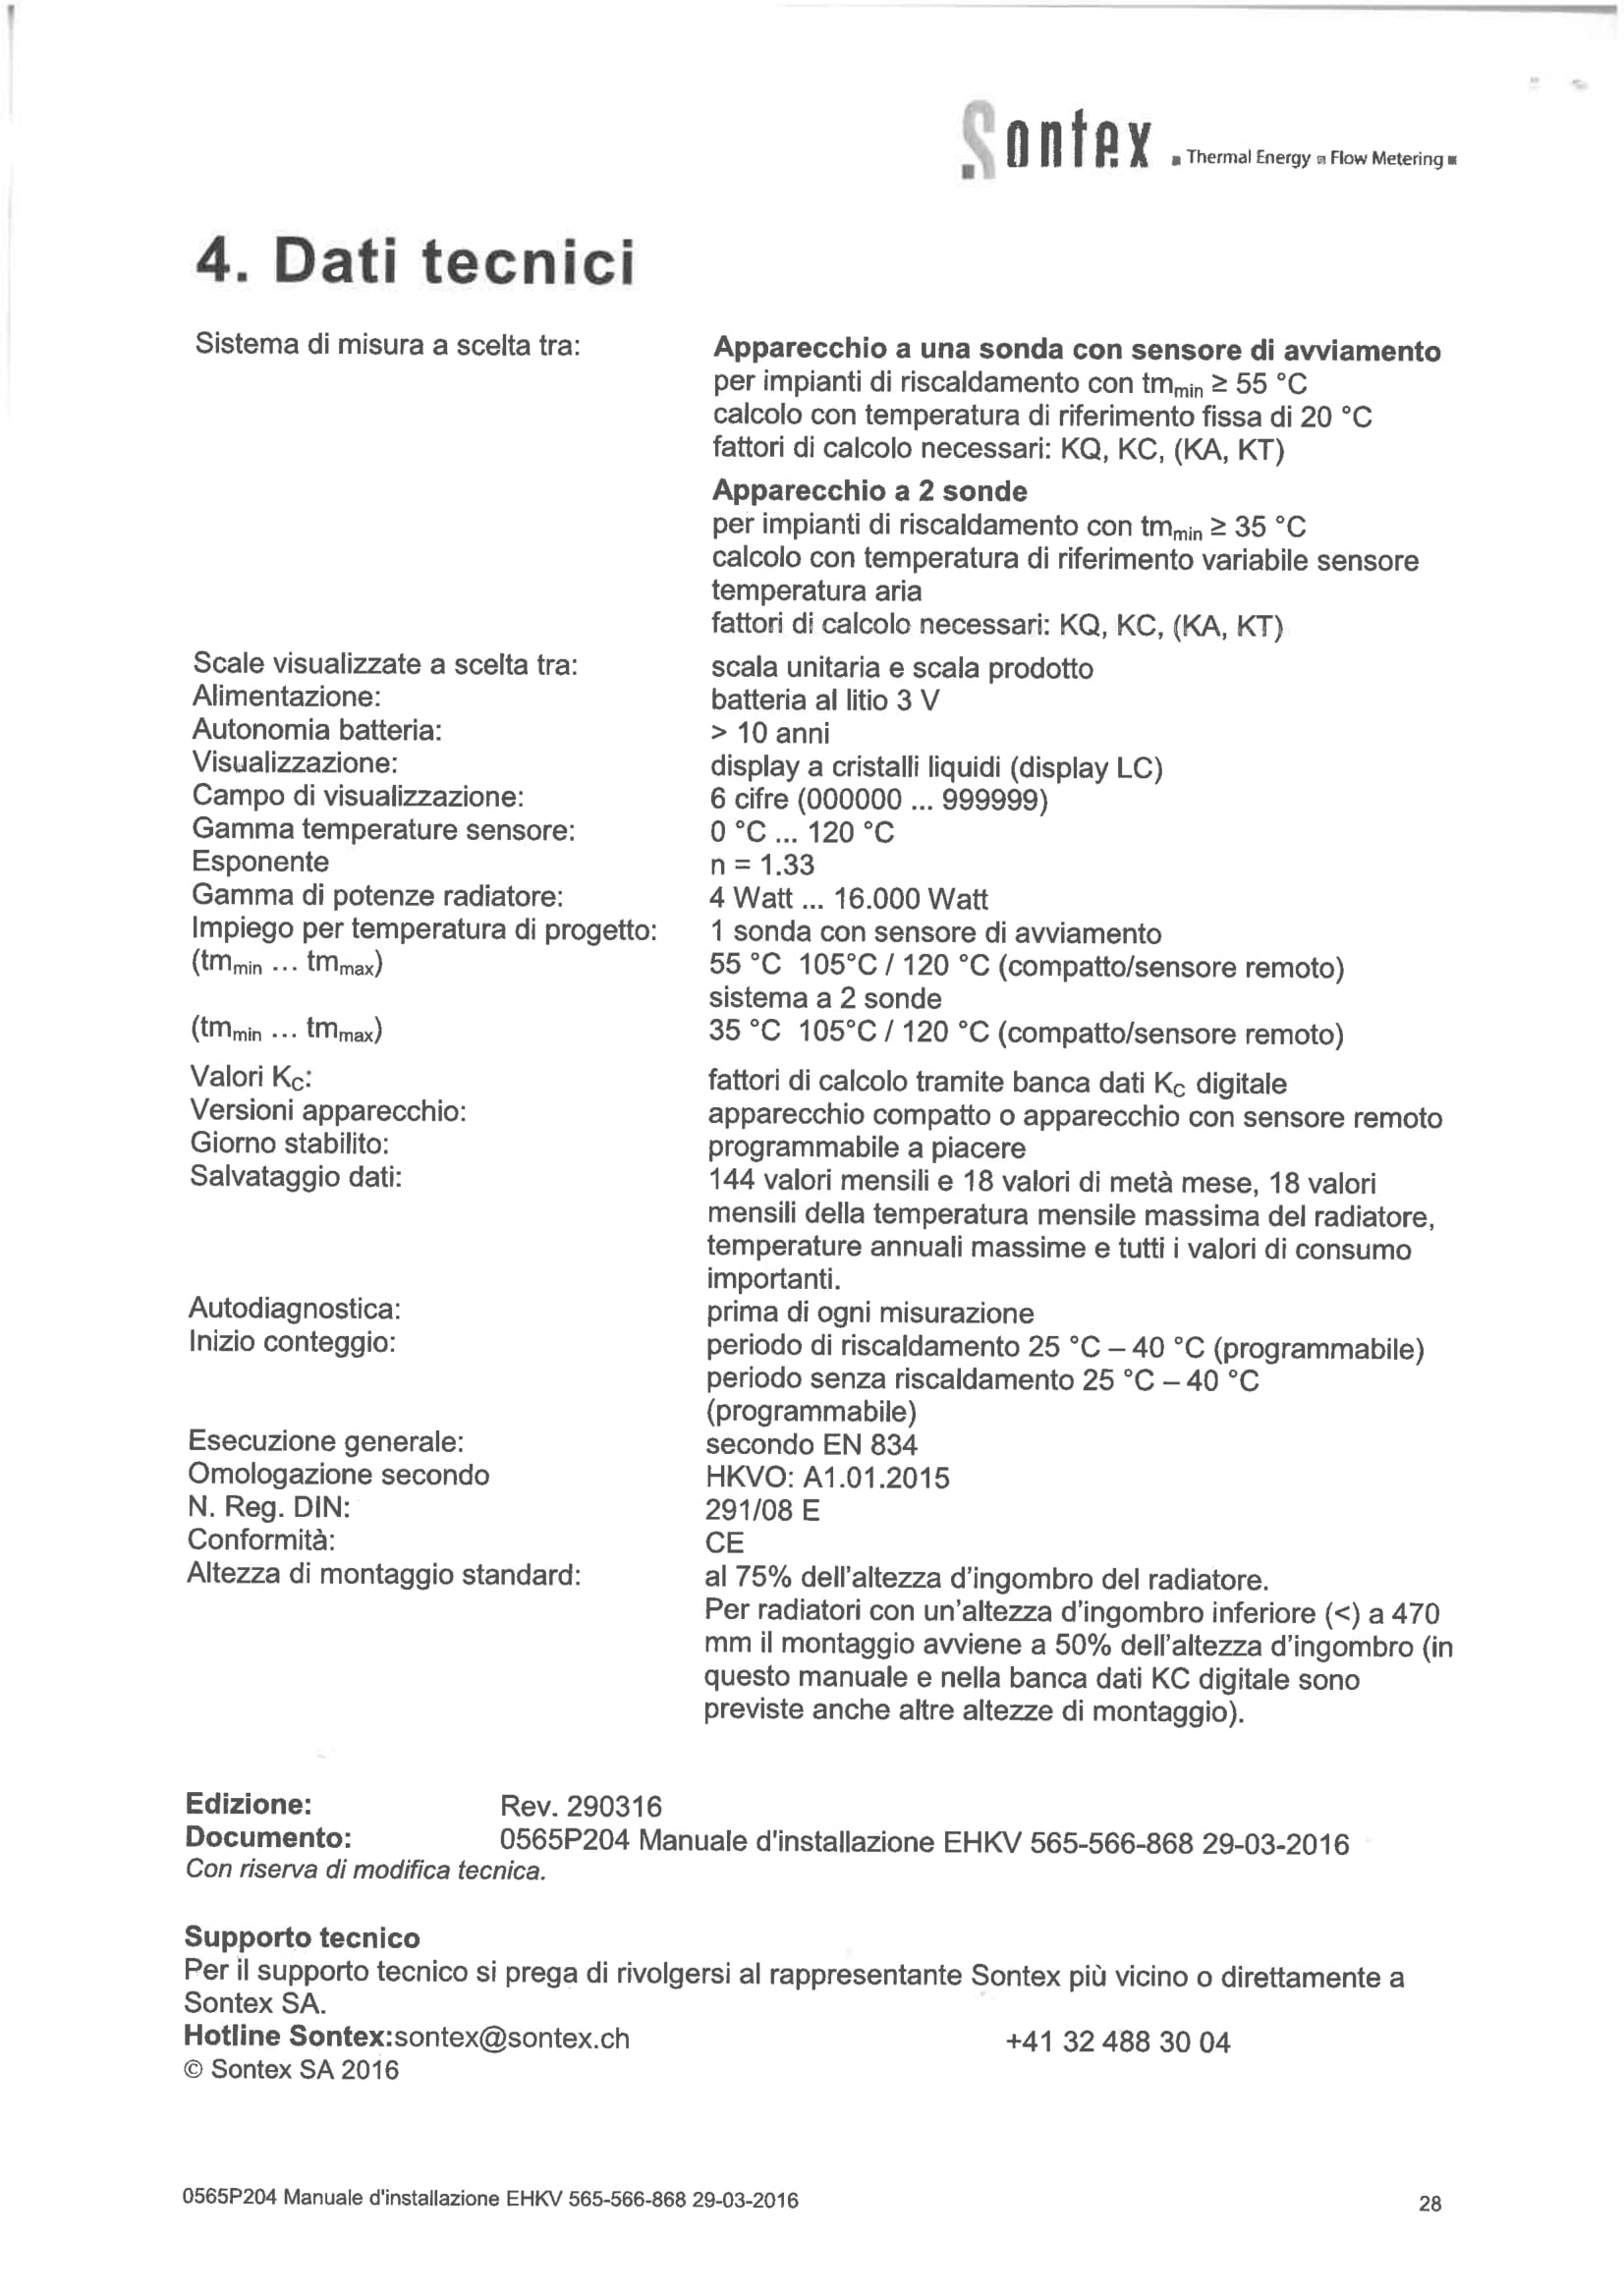 Sontex ▪ Thermal Energy ▪ Flow Metering ▪
4. Dati tecnici
Sistema di misura a scelta tra: Apparecchio a una sonda con sensore di avviamento
per impianti di riscaldamento con tmmin ≥ 55 °C
calcolo con temperatura di riferimento fissa di 20 °C
fattori di calcolo necessari: KQ, KC, (KA, KT)
Apparecchio a 2 sonde
per impianti di riscaldamento con tmmin ≥ 35 °C
calcolo con temperatura di riferimento variabile sensore
temperatura aria
fattori di calcolo necessari: KQ, KC, (KA, KT)
Scale visualizzate a scelta tra: scala unitaria e scala prodotto
Alimentazione: batteria al litio 3 V
Autonomia batteria: > 10 anni
Visualizzazione: display a cristalli liquidi (display LC)
Campo di visualizzazione: 6 cifre (000000 ... 999999)
Gamma temperature sensore: 0 °C ... 120 °C
Esponente n = 1.33
Gamma di potenze radiatore: 4 Watt ... 16.000 Watt
Impiego per temperatura di progetto: 1 sonda con sensore di avviamento
(tmmin ... tmmax) 55 °C 105°C / 120 °C (compatto/sensore remoto)
sistema a 2 sonde
(tmmin ... tmmax) 35 °C 105°C / 120 °C (compatto/sensore remoto)
Valori KC: fattori di calcolo tramite banca dati KC digitale
Versioni apparecchio: apparecchio compatto o apparecchio con sensore remoto
Giorno stabilito: programmabile a piacere
Salvataggio dati: 144 valori mensili e 18 valori di metà mese, 18 valori
mensili della temperatura mensile massima del radiatore,
temperature annuali massime e tutti i valori di consumo
importanti.
Autodiagnostica: prima di ogni misurazione
Inizio conteggio: periodo di riscaldamento 25 °C – 40 °C (programmabile)
periodo senza riscaldamento 25 °C – 40 °C
(programmabile)
Esecuzione generale: secondo EN 834
Omologazione secondo HKVO: A1.01.2015
N. Reg. DIN: 291/08 E
Conformità: CE
Altezza di montaggio standard: al 75% dell'altezza d'ingombro del radiatore.
Per radiatori con un'altezza d'ingombro inferiore (<) a 470
mm il montaggio avviene a 50% dell'altezza d'ingombro (in
questo manuale e nella banca dati KC digitale sono
previste anche altre altezze di montaggio).
Edizione: Rev. 290316
Documento: 0565P204 Manuale d'installazione EHKV 565-566-868 29-03-2016
Con riserva di modifica tecnica.
Supporto tecnico
Per il supporto tecnico si prega di rivolgersi al rappresentante Sontex più vicino o direttamente a
Sontex SA.
Hotline Sontex:sontex@sontex.ch +41 32 488 30 04
© Sontex SA 2016
0565P204 Manuale d'installazione EHKV 565-566-868 29-03-2016 28